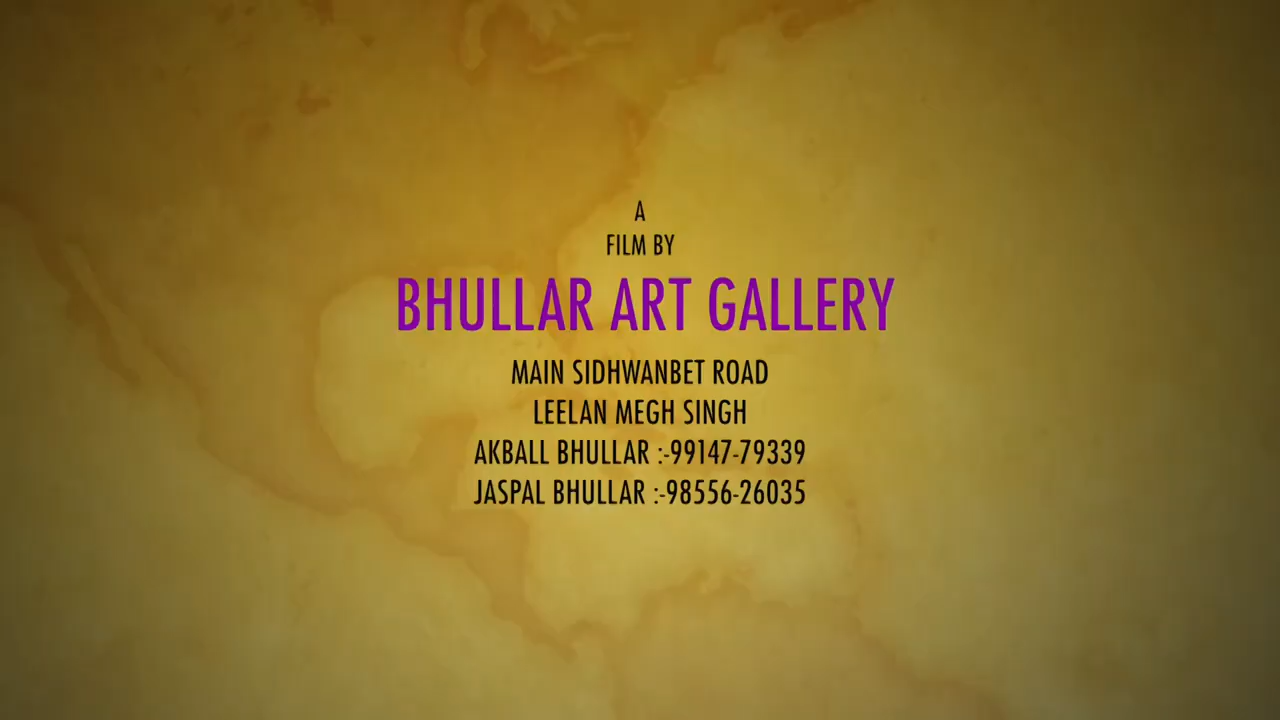 A
FILM BY
BHULLAR ART GALLERY
MAIN SIDHWANBET ROAD
LEELAN MEGH SINGH
AKBALL BHULLAR :-99147-79339
JASPAL BHULLAR :-98556-26035